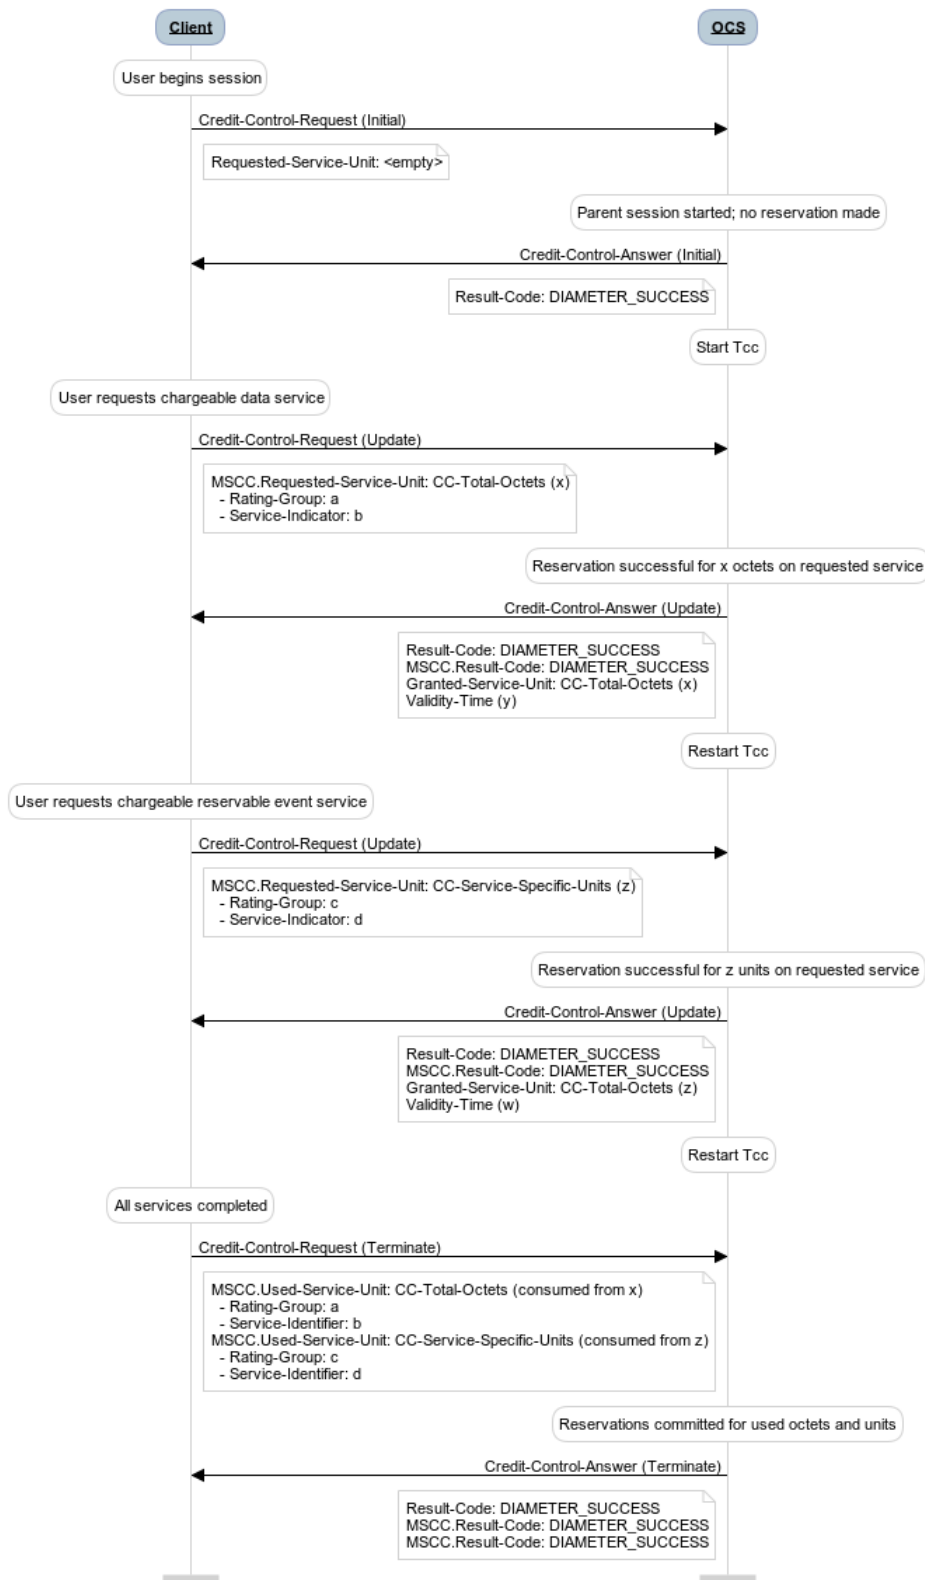 Client
OCS
User begins session
Credit-Control-Request (Initial)
Requested-Service-Unit: <empty>
Parent session started; no reservation made
Credit-Control-Answer (Initial)
Result-Code: DIAMETER_SUCCESS
Start Tcc
User requests chargeable data service
Credit-Control-Request (Update)
MSCC.Requested-Service-Unit: CC-Total-Octets (x)
- Rating-Group: a
- Service-Indicator: b
Reservation successful for x octets on requested service
Credit-Control-Answer (Update)
Result-Code: DIAMETER_SUCCESS
MSCC.Result-Code: DIAMETER_SUCCESS
Granted-Service-Unit: CC-Total-Octets (x)
Validity-Time (y)
Restart Tcc
User requests chargeable reservable event service
Credit-Control-Request (Update)
MSCC.Requested-Service-Unit: CC-Service-Specific-Units (z)
- Rating-Group: c
- Service-Indicator: d
Reservation successful for z units on requested service
Credit-Control-Answer (Update)
Result-Code: DIAMETER_SUCCESS
MSCC.Result-Code: DIAMETER_SUCCESS
Granted-Service-Unit: CC-Total-Octets (z)
Validity-Time (w)
Restart Tcc
All services completed
Credit-Control-Request (Terminate)
MSCC.Used-Service-Unit: CC-Total-Octets (consumed from x)
- Rating-Group: a
- Service-Identifier: b
MSCC.Used-Service-Unit: CC-Service-Specific-Units (consumed from z)
- Rating-Group: c
- Service-Identifier: d
Reservations committed for used octets and units
Credit-Control-Answer (Terminate)
Result-Code: DIAMETER_SUCCESS
MSCC.Result-Code: DIAMETER_SUCCESS
MSCC.Result-Code: DIAMETER_SUCCESS